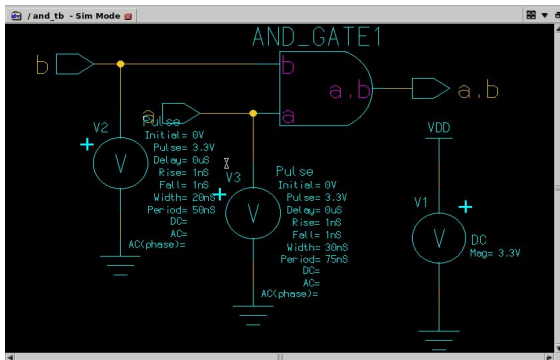 /and_tb - Sim Mode
AND_GATE1
b
b
a.b
a.b
a
a
V2
Pulse
Initial= 0V
Pulse= 3.3V
Delay= 0uS
Rise= 1nS
Fall= 1nS
Width= 20nS
Period= 50nS
DC=
AC=
AC(phase)=
V
V3
Pulse
Initial= 0V
Pulse= 3.3V
Delay= 0uS
Rise= 1nS
Fall= 1nS
Width= 30nS
Period= 75nS
DC=
AC=
AC(phase)=
V
VDD
V1
V
DC
Mag= 3.3V